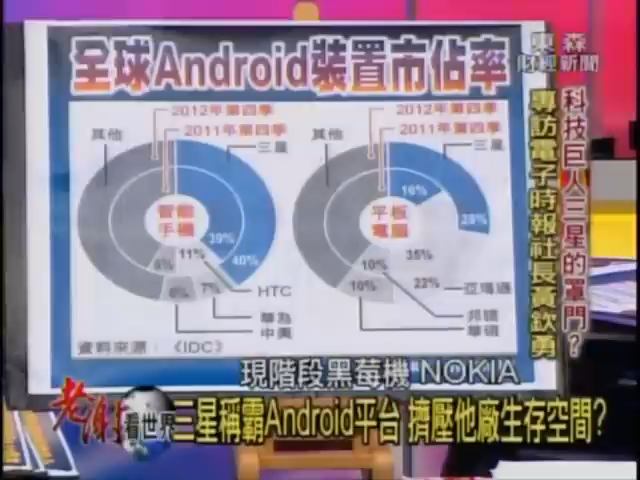 全球Android裝置市佔率
東森
財經新聞
科技巨人三星的罩門?
專訪電子時報社長黃欽勇
2012年第四季
2011年第四季
其他
三星
智能
手機
39%
40%
11%
6%
6%
7%
HTC
華為
中興
2012年第四季
2011年第四季
其他
三星
平板
電腦
16%
28%
35%
22%
10%
10%
亞馬遜
邦諾
華碩
資料來源：《IDC》
現階段黑莓機 NOKIA
老謝
看世界
三星稱霸Android平台 擠壓他廠生存空間?